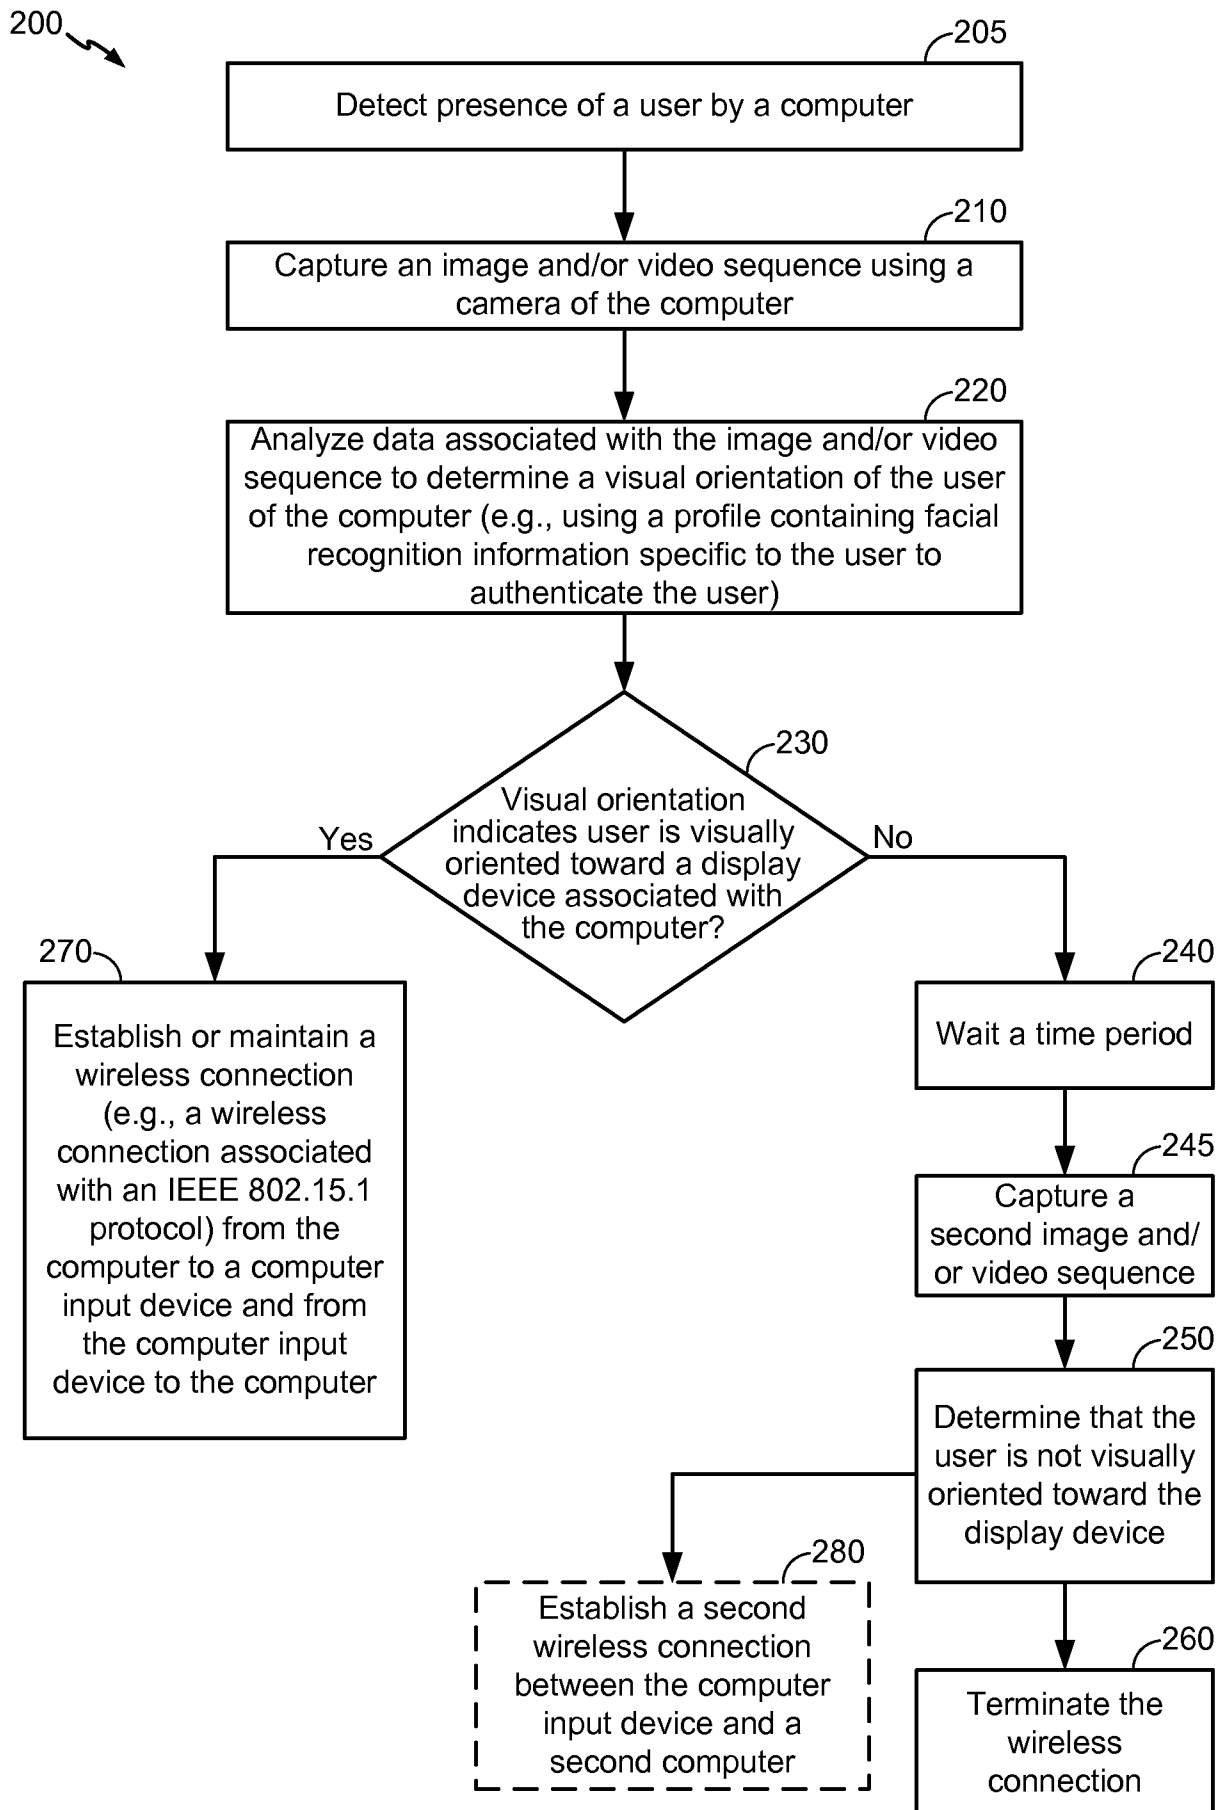 200
205
Detect presence of a user by a computer
210
Capture an image and/or video sequence using a
camera of the computer
220
Analyze data associated with the image and/or video
sequence to determine a visual orientation of the user
of the computer (e.g., using a profile containing facial
recognition information specific to the user to
authenticate the user)
230
Visual orientation
indicates user is visually
oriented toward a display
device associated with
the computer?
Yes
No
270
Establish or maintain a
wireless connection
(e.g., a wireless
connection associated
with an IEEE 802.15.1
protocol) from the
computer to a computer
input device and from
the computer input
device to the computer
240
Wait a time period
245
Capture a
second image and/
or video sequence
250
Determine that the
user is not visually
oriented toward the
display device
280
Establish a second
wireless connection
between the computer
input device and a
second computer
260
Terminate the
wireless
connection